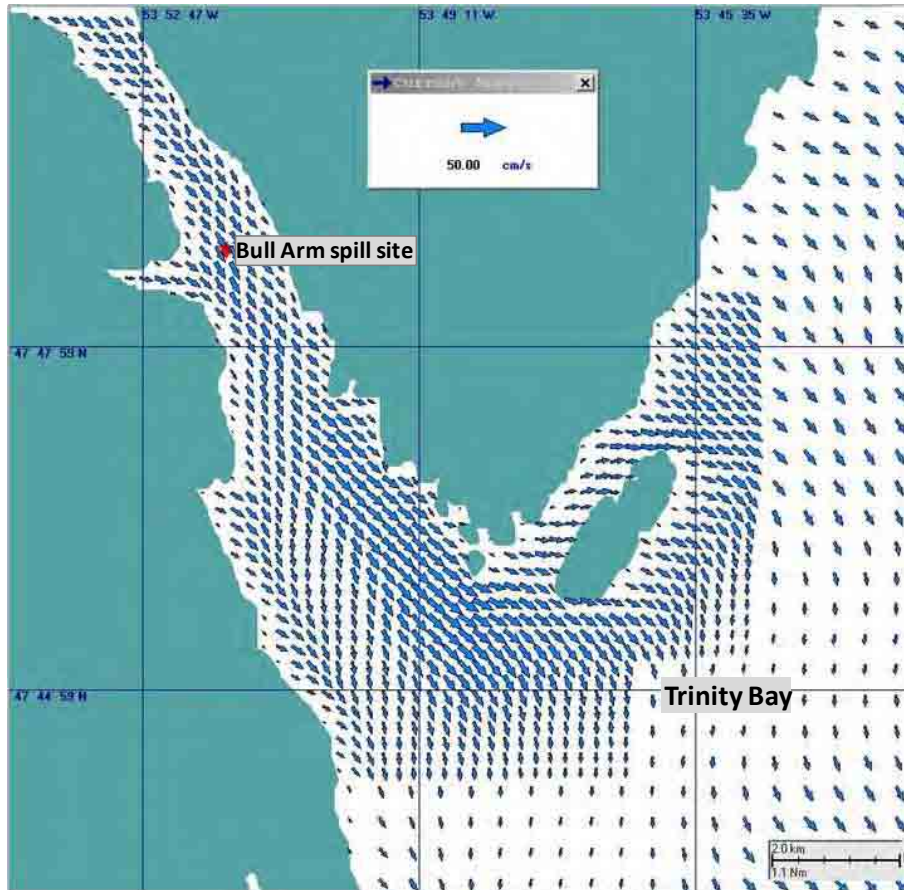 53 52 47 W
53 49 11 W
53 45 35 W
50.00 cm/s
Bull Arm spill site
47 47 59 N
47 44 59 N
Trinity Bay
2.0 km
1.1 Nm